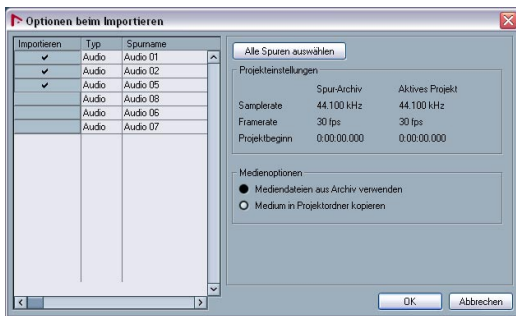 Optionen beim Importieren
Importieren Typ Spurname
Audio Audio 01
Audio Audio 02
Audio Audio 05
Audio Audio 08
Audio Audio 06
Audio Audio 07
Alle Spuren auswählen
Projekteinstellungen
Spur-Archiv Aktives Projekt
Samplerate 44.100 kHz 44.100 kHz
Framerate 30 fps 30 fps
Projektbeginn 0:00:00.000 0:00:00.000
Medienoptionen
Mediendateien aus Archiv verwenden
Medium in Projektordner kopieren
OK Abbrechen